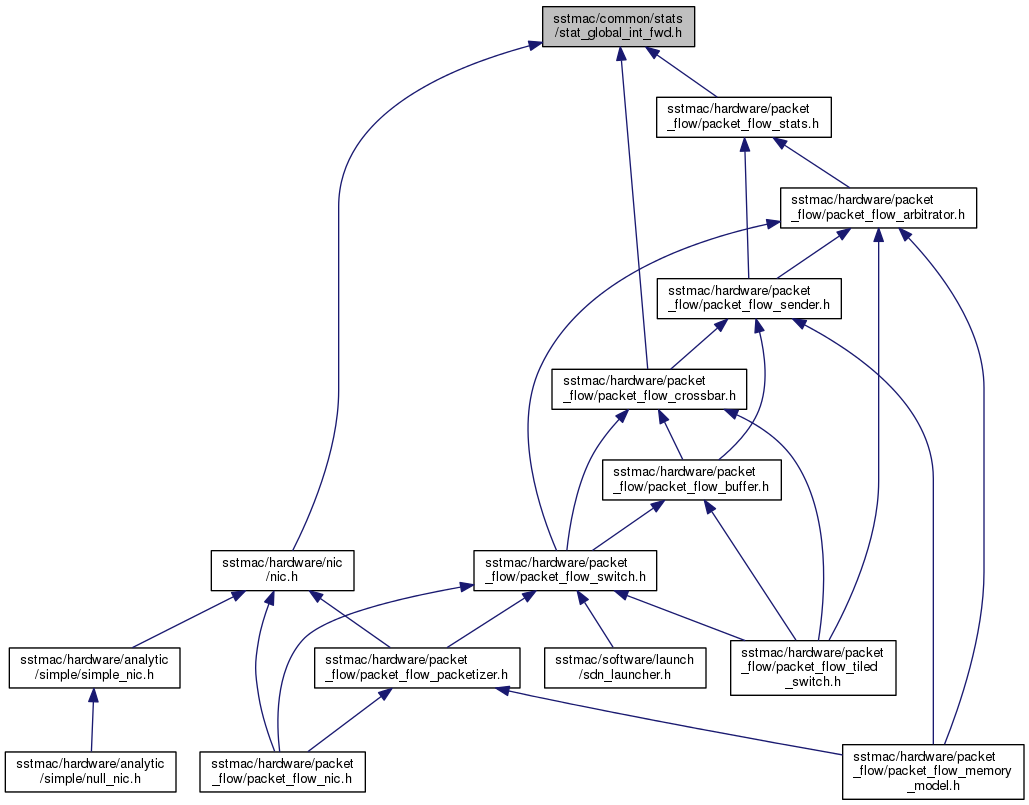 sstmac/common/stats
/stat_global_int_fwd.h
sstmac/hardware/packet
_flow/packet_flow_stats.h
sstmac/hardware/packet
_flow/packet_flow_arbitrator.h
sstmac/hardware/packet
_flow/packet_flow_sender.h
sstmac/hardware/packet
_flow/packet_flow_crossbar.h
sstmac/hardware/packet
_flow/packet_flow_buffer.h
sstmac/hardware/nic
/nic.h
sstmac/hardware/packet
_flow/packet_flow_switch.h
sstmac/hardware/analytic
/simple/simple_nic.h
sstmac/hardware/packet
_flow/packet_flow_packetizer.h
sstmac/software/launch
/sdn_launcher.h
sstmac/hardware/packet
_flow/packet_flow_tiled
_switch.h
sstmac/hardware/analytic
/simple/null_nic.h
sstmac/hardware/packet
_flow/packet_flow_nic.h
sstmac/hardware/packet
_flow/packet_flow_memory
_model.h